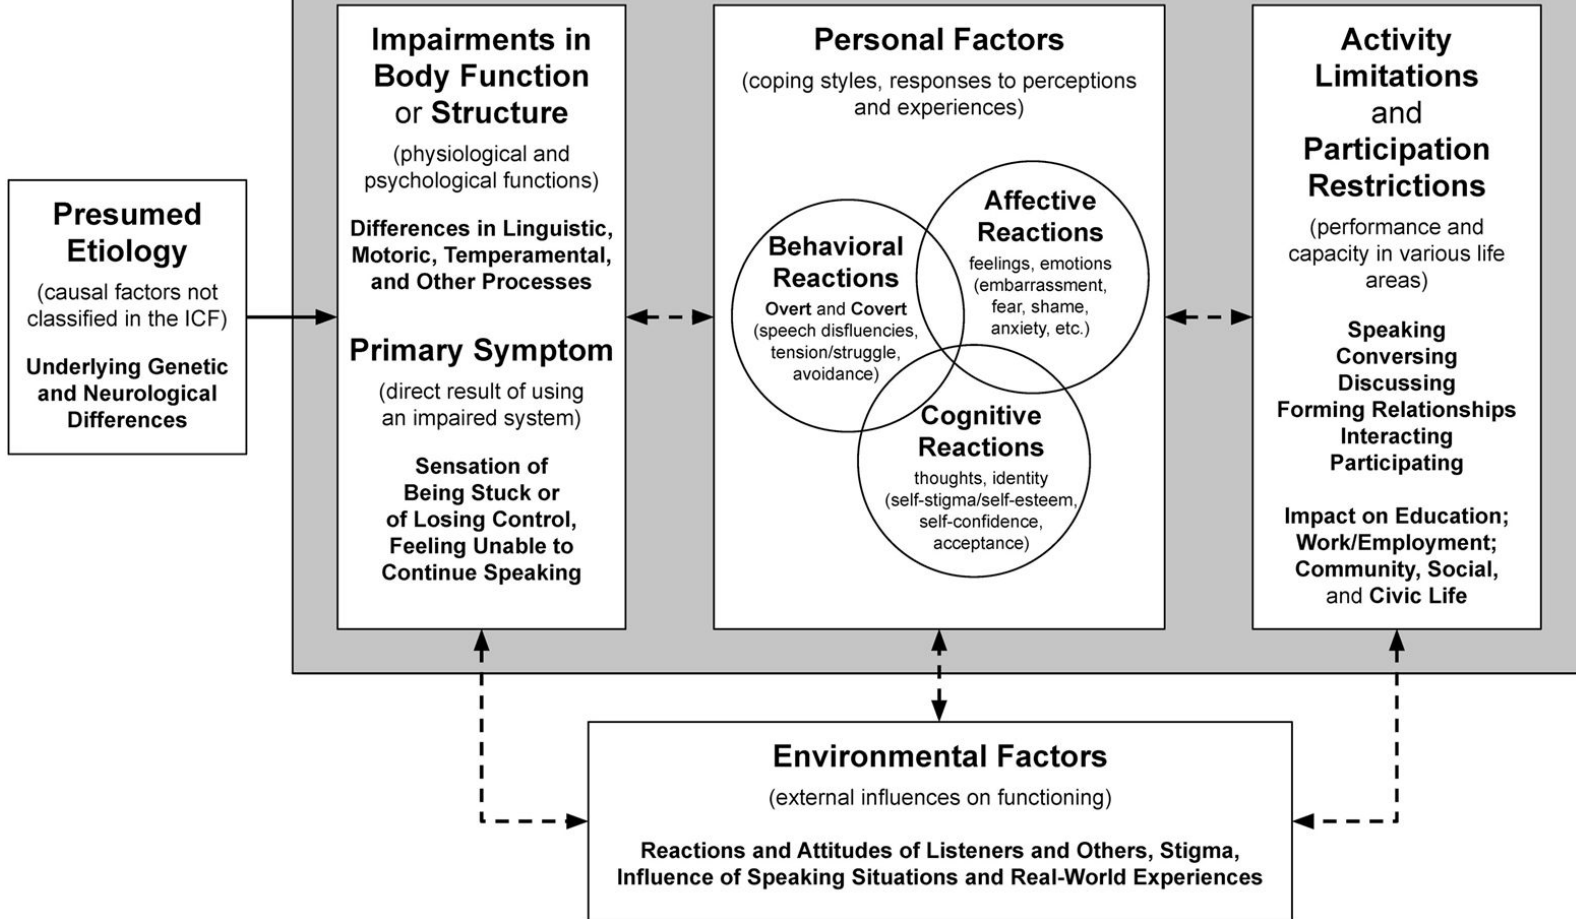 Presumed
Etiology
(causal factors not
classified in the ICF)
Underlying Genetic
and Neurological
Differences
Impairments in
Body Function
or Structure
(physiological and
psychological functions)
Differences in Linguistic,
Motoric, Temperamental,
and Other Processes
Primary Symptom
(direct result of using
an impaired system)
Sensation of
Being Stuck or
of Losing Control,
Feeling Unable to
Continue Speaking
Personal Factors
(coping styles, responses to perceptions
and experiences)
Behavioral
Reactions
Overt and Covert
(speech disfluencies,
tension/struggle,
avoidance)
Affective
Reactions
feelings, emotions
(embarrassment,
fear, shame,
anxiety, etc.)
Cognitive
Reactions
thoughts, identity
(self-stigma/self-esteem,
self-confidence,
acceptance)
Activity
Limitations
and
Participation
Restrictions
(performance and
capacity in various life
areas)
Speaking
Conversing
Discussing
Forming Relationships
Interacting
Participating
Impact on Education;
Work/Employment;
Community, Social,
and Civic Life
Environmental Factors
(external influences on functioning)
Reactions and Attitudes of Listeners and Others, Stigma,
Influence of Speaking Situations and Real-World Experiences